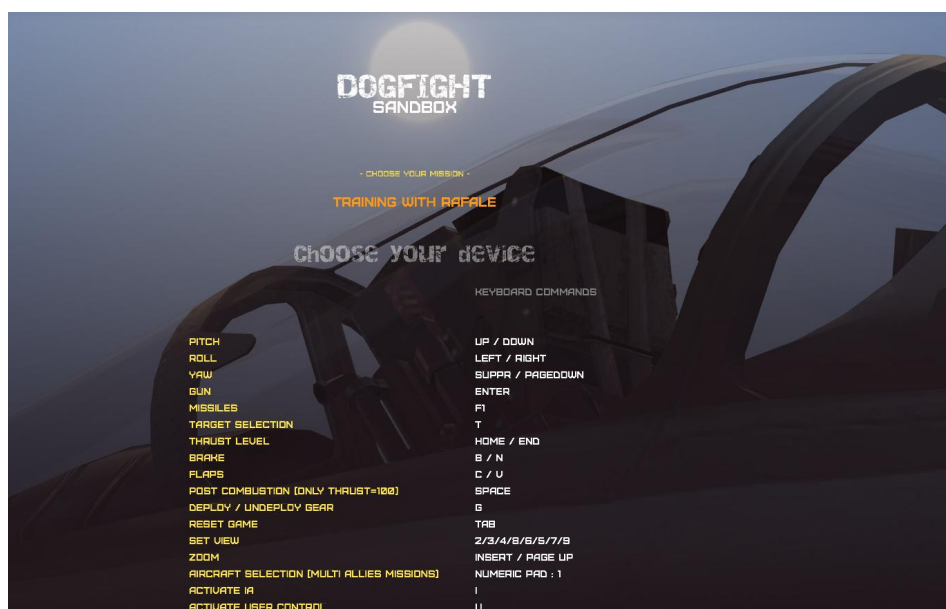 DOGFIGHT
SANDBOX
- CHOOSE YOUR MISSION -
TRAINING WITH RAFALE
Choose your device
KEYBOARD COMMANDS
PITCH UP / DOWN
ROLL LEFT / RIGHT
YAW SUPPR / PAGEDOWN
GUN ENTER
MISSILES F1
TARGET SELECTION T
THRUST LEVEL HOME / END
BRAKE B / N
FLAPS C / V
POST COMBUSTION (ONLY THRUST=100) SPACE
DEPLOY / UNDEPLOY GEAR G
RESET GAME TAB
SET VIEW 2/3/4/8/6/5/7/9
ZOOM INSERT / PAGE UP
AIRCRAFT SELECTION (MULTI ALLIES MISSIONS) NUMERIC PAD : 1
ACTIVATE IA I
ACTIVATE USER CONTROL U